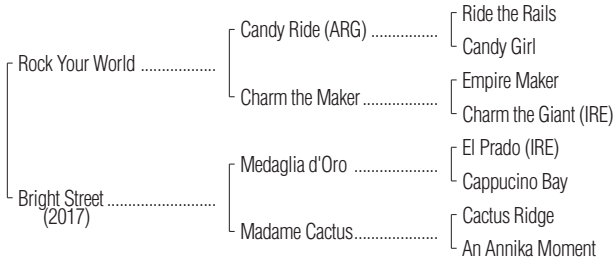 Ride the Rails
Candy Ride (ARG) ................
Candy Girl
Rock Your World .................
Empire Maker
Charm the Maker ..................
Charm the Giant (IRE)
El Prado (IRE)
Medaglia d'Oro ....................
Cappucino Bay
Bright Street .........................
(2017)
Cactus Ridge
Madame Cactus....................
An Annika Moment